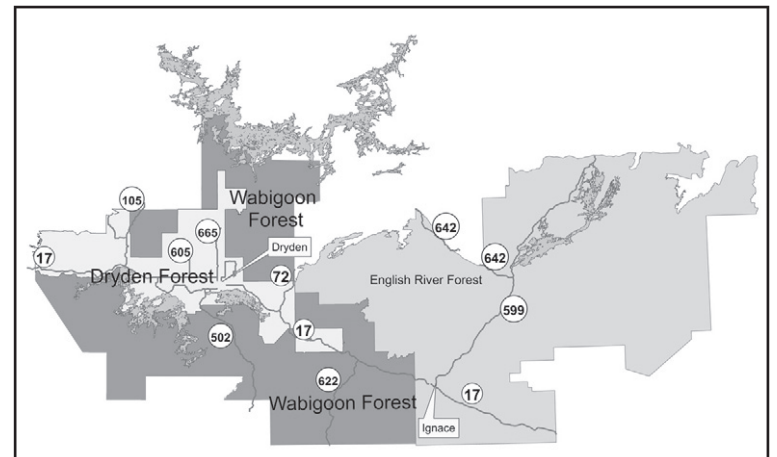 105
Wabigoon
Forest
665
642
605
Dryden
17
642
Dryden Forest
72
English River Forest
599
17
502
622
17
Wabigoon Forest
Ignace